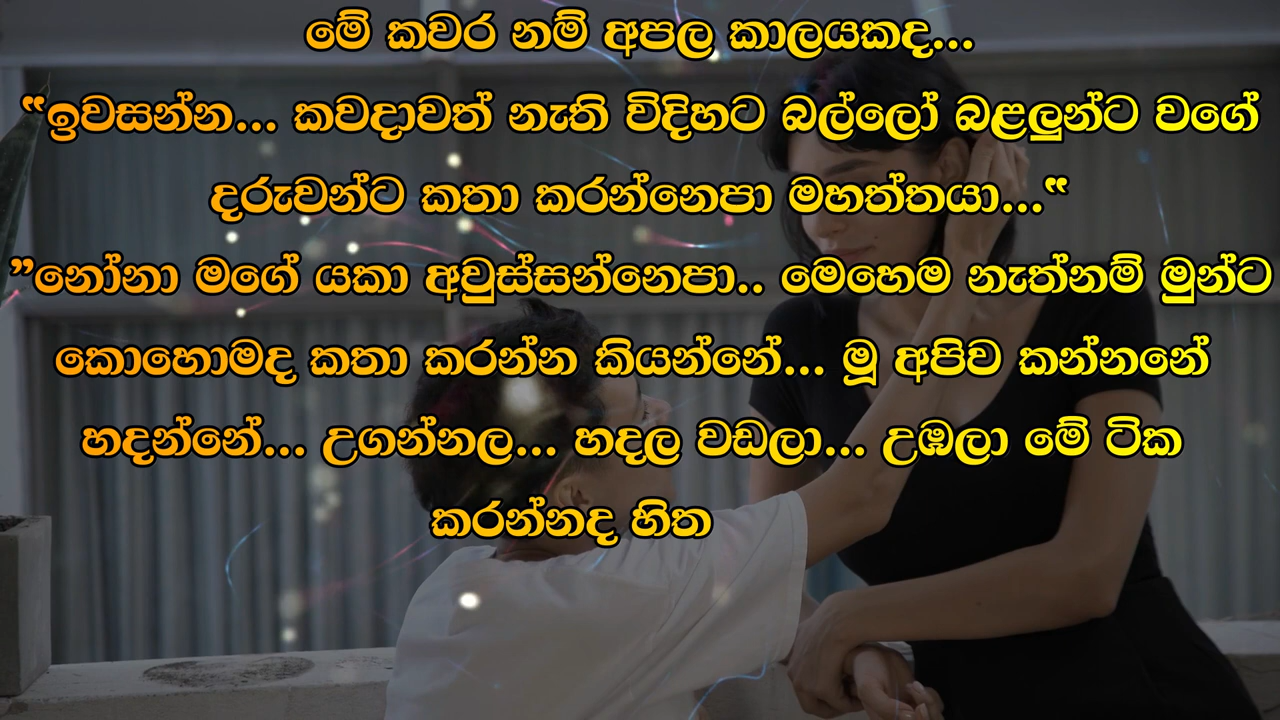 මේ කවර නම් අපල කාලයකද...
“ඉවසන්න... කවදාවත් නැති විදිහට බල්ලෝ බළලුන්ට වගේ
දරුවන්ට කතා කරන්නෙපා මහත්තයා...“
”නෝනා මගේ යකා අවුස්සන්නෙපා.. මෙහෙම නැත්නම් මුන්ට
කොහොමද කතා කරන්න කියන්නේ... මූ අපිව කන්නනේ
හදන්නේ... උගන්නල... හදල වඩලා... උඹලා මේ ටික
කරන්නද හිත